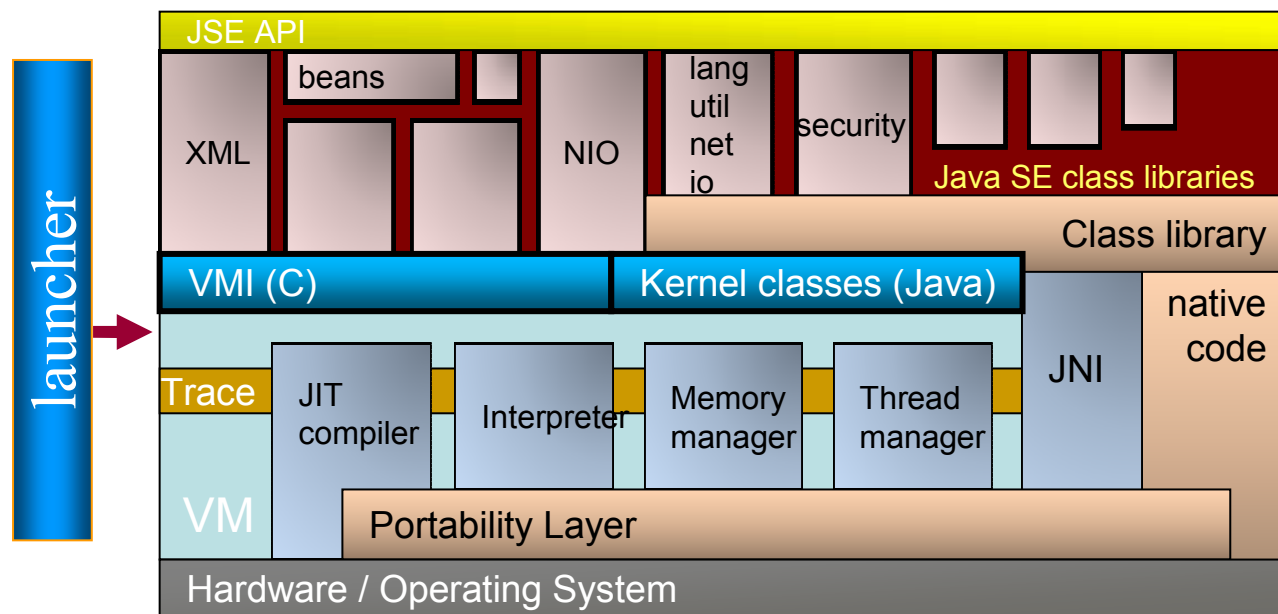 JSE API
launcher
XML
beans
NIO
lang
util
net
io
security
Java SE class libraries
Class library
VMI (C)
Kernel classes (Java)
native
code
JNI
Trace
JIT
compiler
Interpreter
Memory
manager
Thread
manager
VM
Portability Layer
Hardware / Operating System